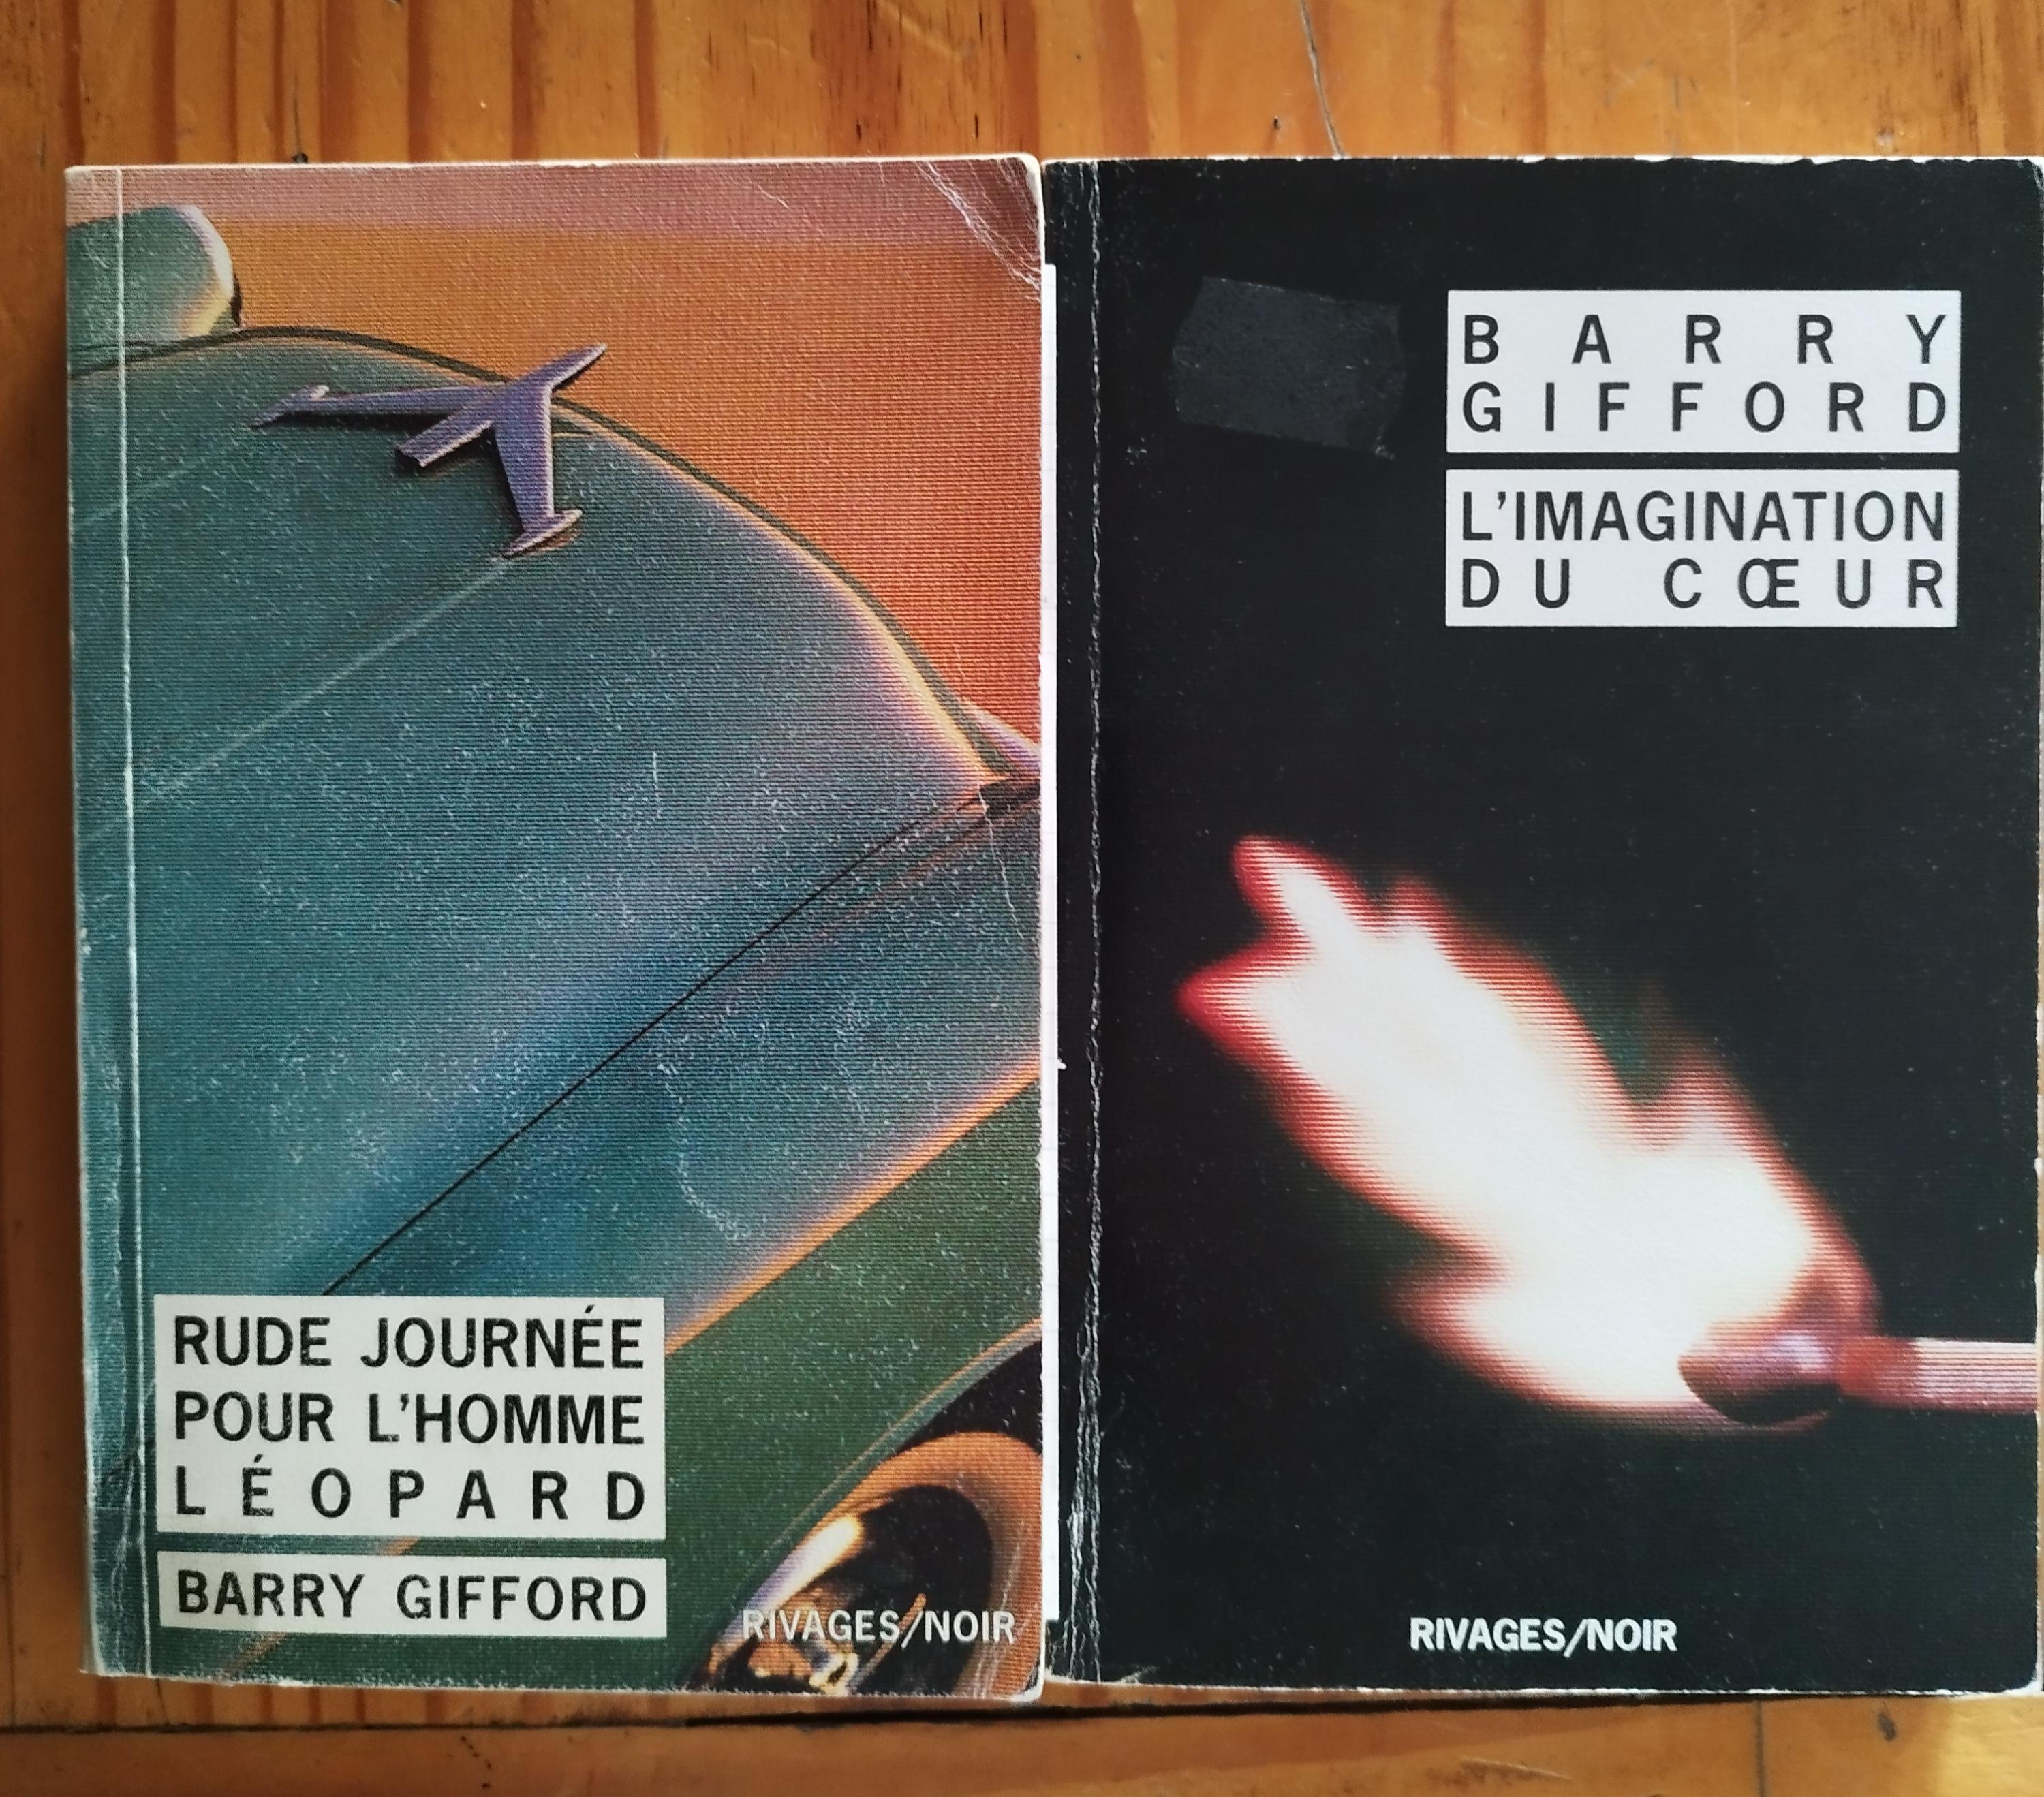 RUDE JOURNÉE
POUR L'HOMME
LÉOPARD
BARRY GIFFORD
RIVAGES/NOIR
BARRY
GIFFORD
L'IMAGINATION
DU CŒUR
RIVAGES/NOIR